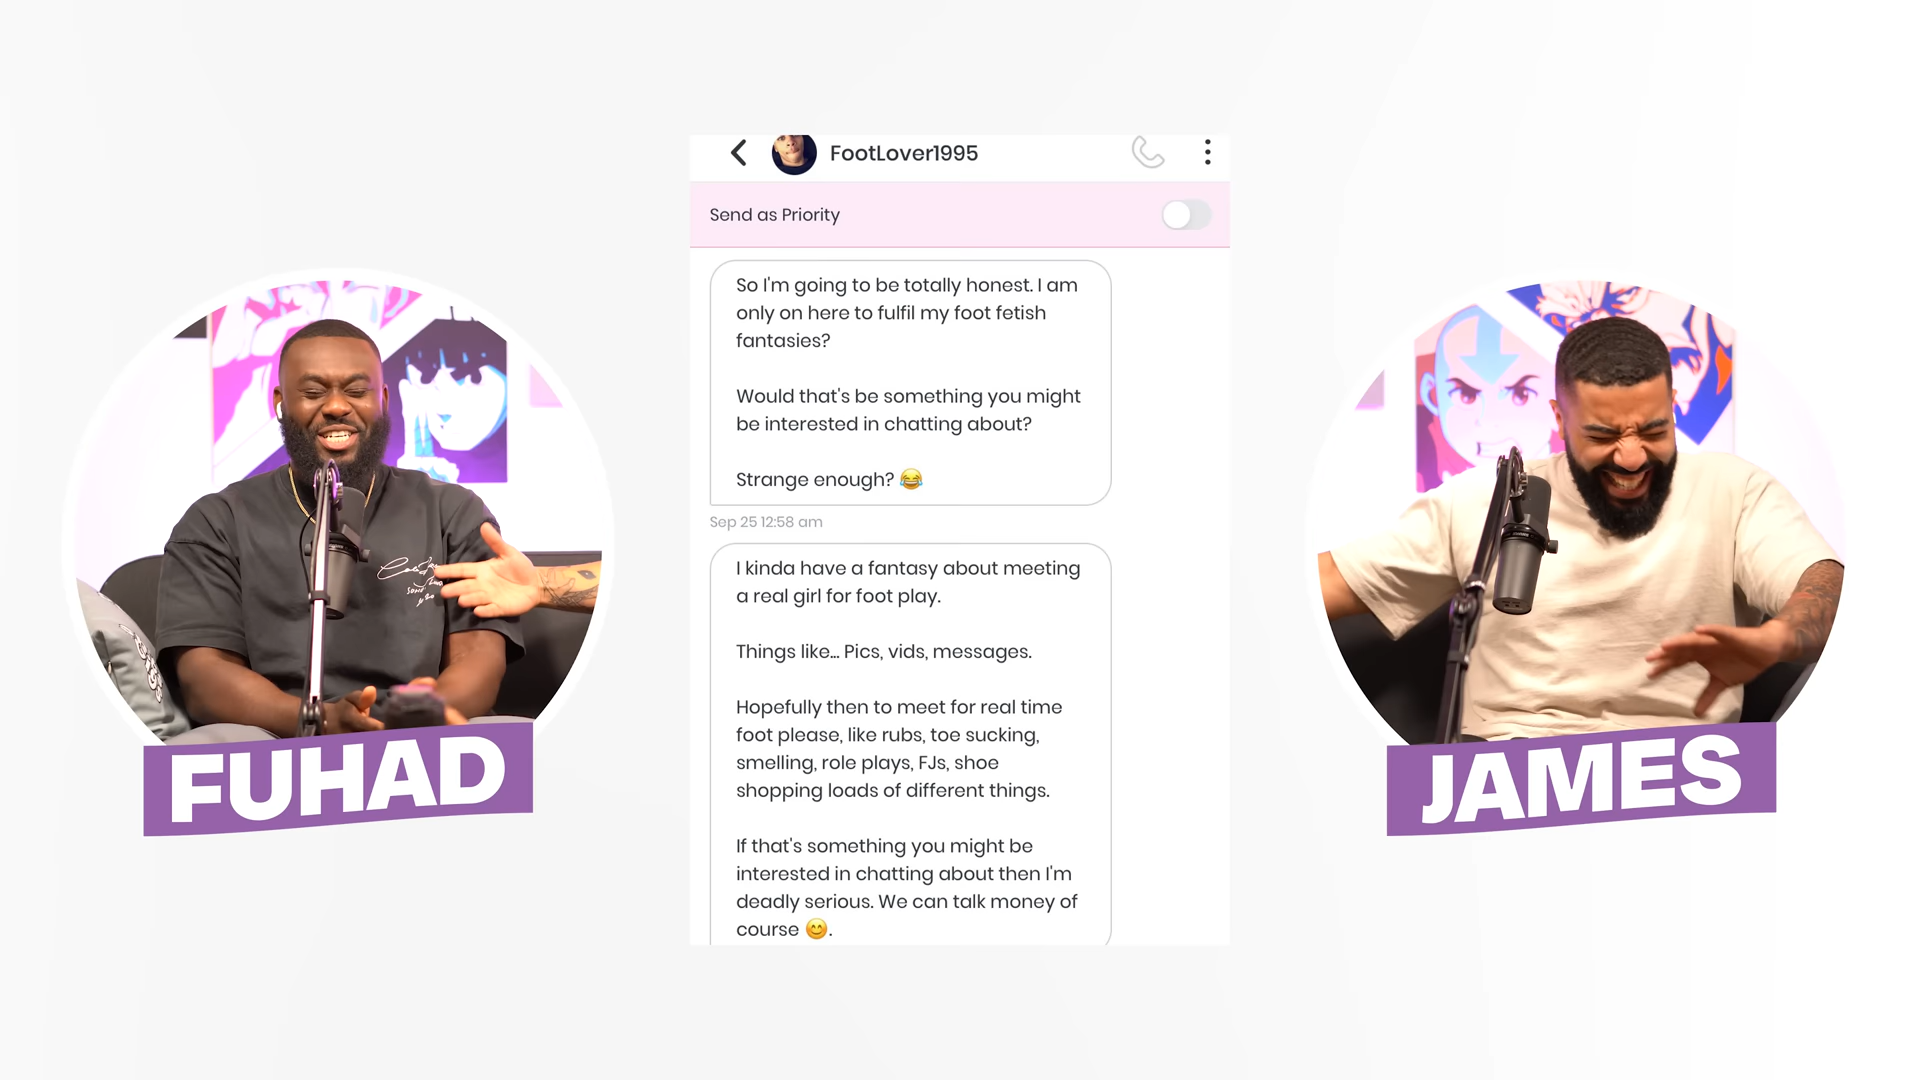 FootLover1995
Send as Priority
So I'm going to be totally honest. I am
only on here to fulfil my foot fetish
fantasies?
Would that's be something you might
be interested in chatting about?
Strange enough? 😂
Sep 25 12:58 am
I kinda have a fantasy about meeting
a real girl for foot play.
Things like... Pics, vids, messages.
Hopefully then to meet for real time
foot please, like rubs, toe sucking,
smelling, role plays, FJs, shoe
shopping loads of different things.
If that's something you might be
interested in chatting about then I'm
deadly serious. We can talk money of
course 😊.
FUHAD
JAMES